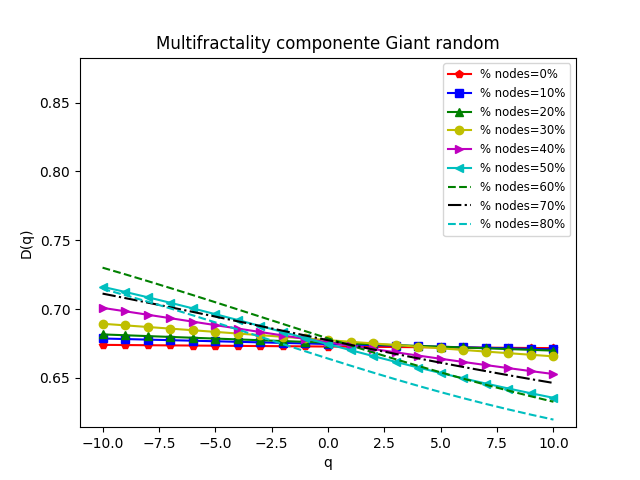 Multifractality componente Giant random
% nodes=0%
% nodes=10%
% nodes=20%
% nodes=30%
% nodes=40%
% nodes=50%
% nodes=60%
% nodes=70%
% nodes=80%
0.85
0.80
0.75
0.70
0.65
D(q)
−10.0 −7.5 −5.0 −2.5 0.0 2.5 5.0 7.5 10.0
q